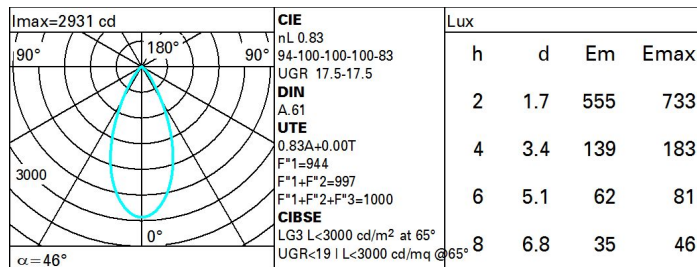 Imax=2931 cd
90°
180°
90°
3000
0°
α=46°
CIE
nL 0.83
94-100-100-100-83
UGR 17.5-17.5
DIN
A.61
UTE
0.83A+0.00T
F"1=944
F"1+F"2=997
F"1+F"2+F"3=1000
CIBSE
LG3 L<3000 cd/m² at 65°
UGR<19 | L<3000 cd/mq @65°
Lux
h d Em Emax
2 1.7 555 733
4 3.4 139 183
6 5.1 62 81
8 6.8 35 46